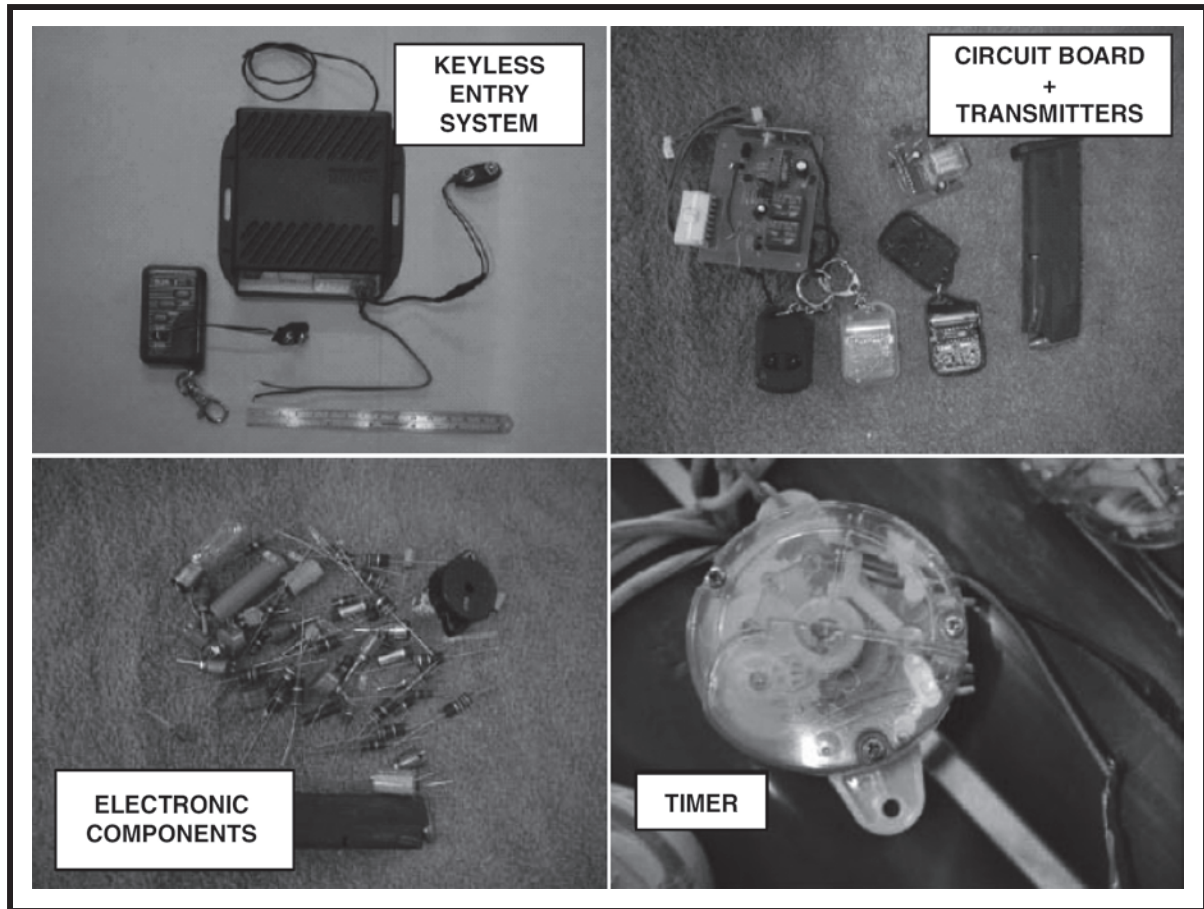 KEYLESS
ENTRY
SYSTEM
CIRCUIT BOARD
+
TRANSMITTERS
ELECTRONIC
COMPONENTS
TIMER